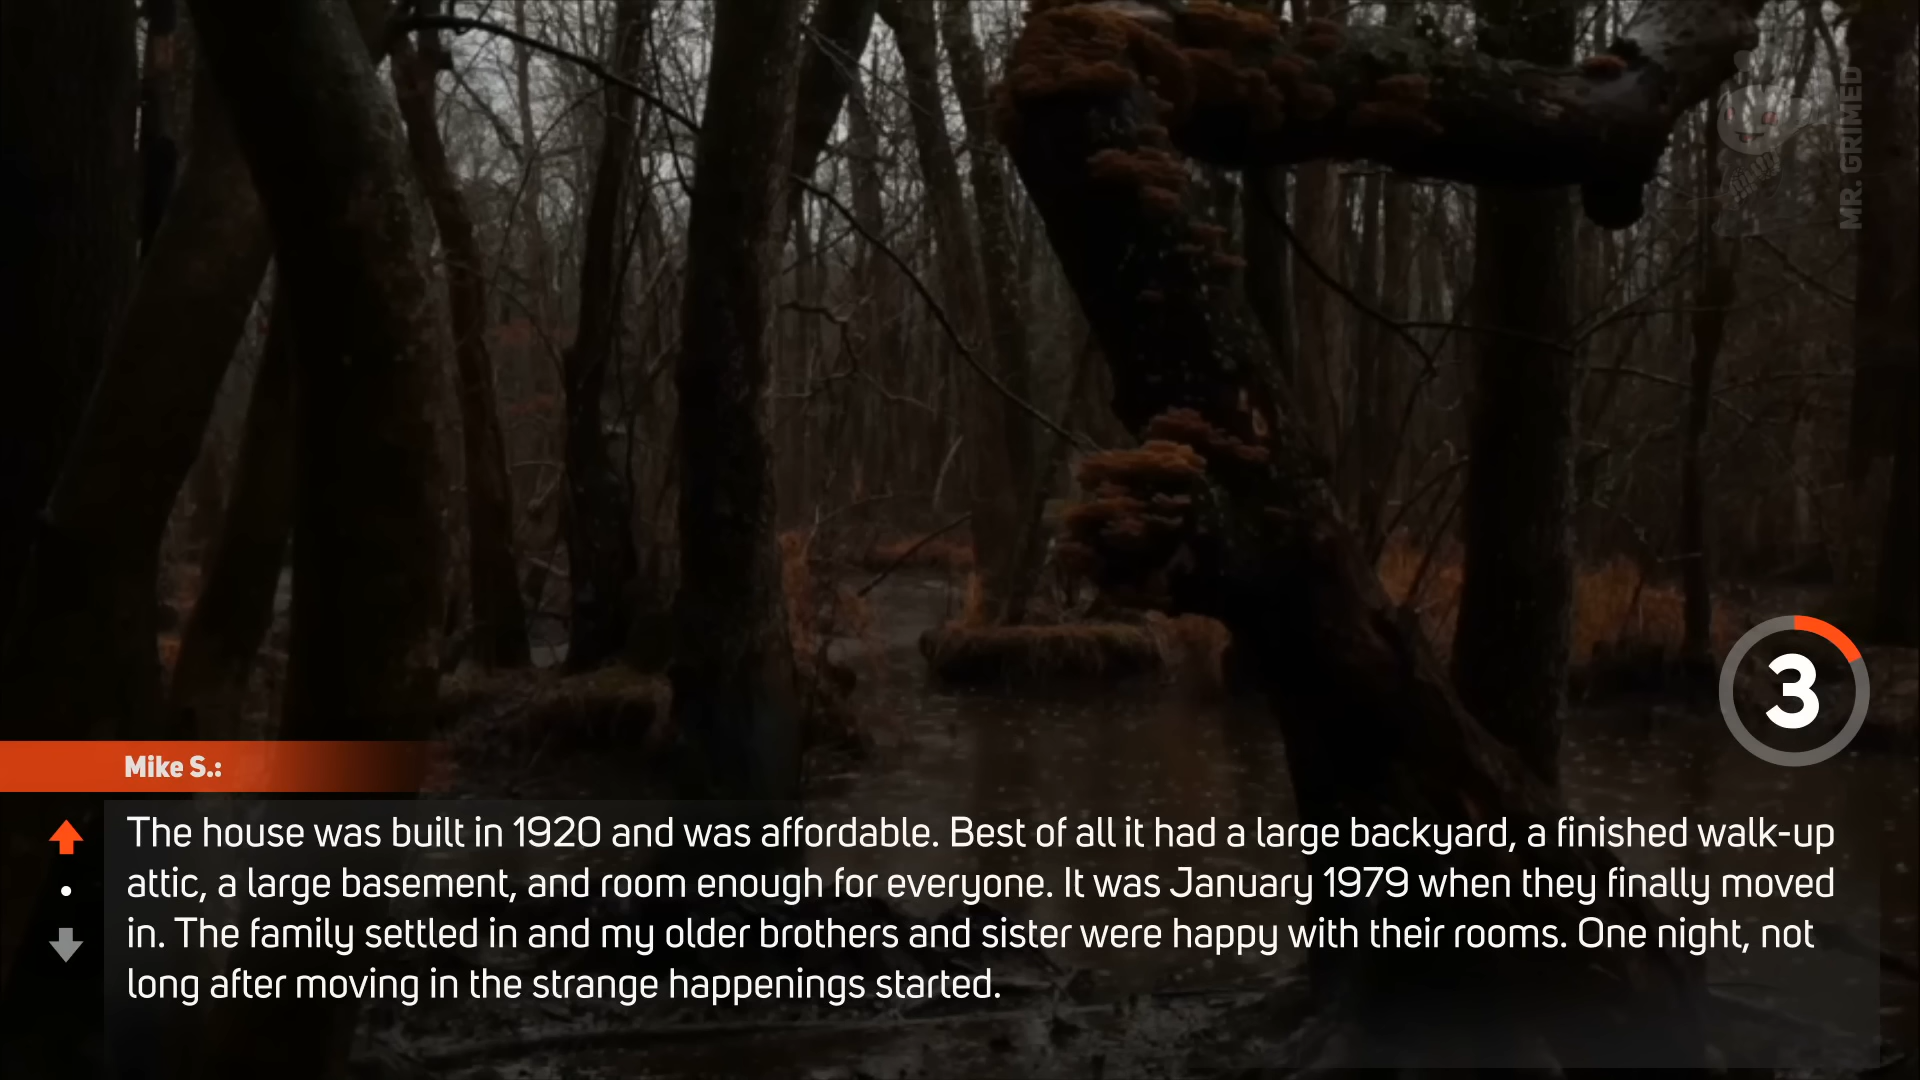 MR. GRIMED
3
Mike S.:
The house was built in 1920 and was affordable. Best of all it had a large backyard, a finished walk-up
attic, a large basement, and room enough for everyone. It was January 1979 when they finally moved
in. The family settled in and my older brothers and sister were happy with their rooms. One night, not
long after moving in the strange happenings started.